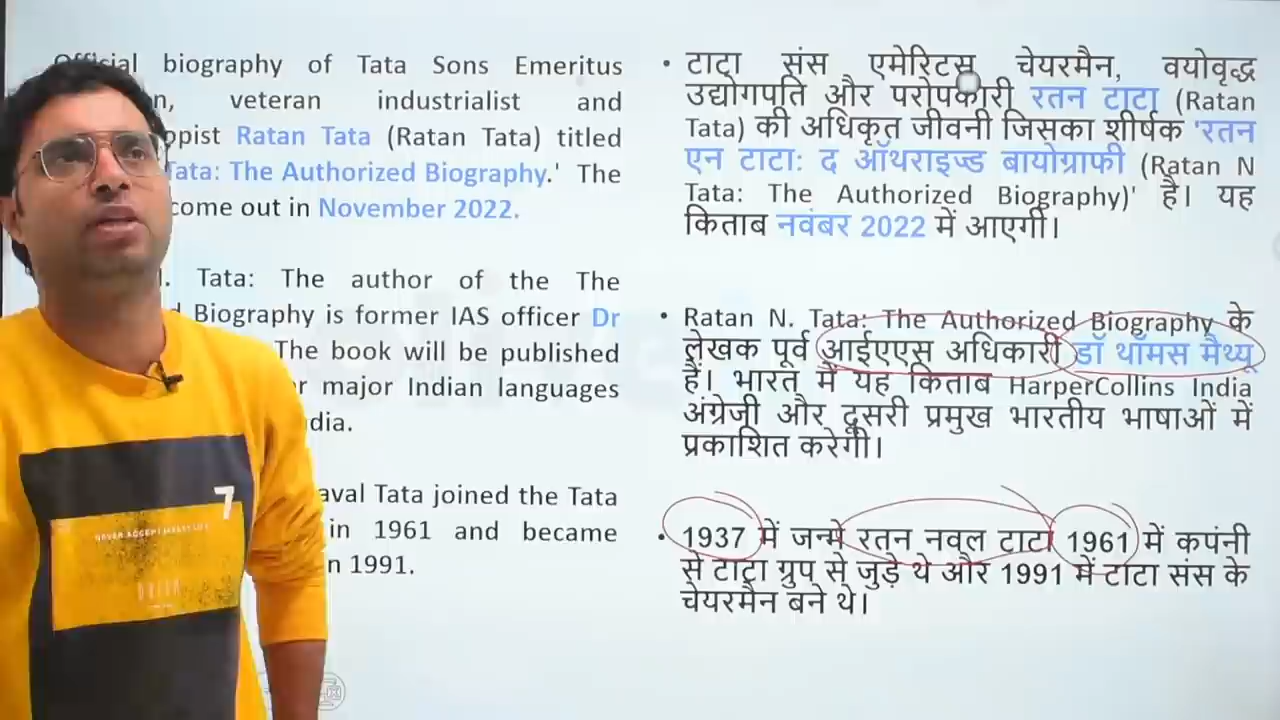 Official biography of Tata Sons Emeritus
veteran industrialist and
Ratan Tata (Ratan Tata) titled
Tata: The Authorized Biography.' The
come out in November 2022.
Tata: The author of the The
Biography is former IAS officer Dr
The book will be published
major Indian languages
Tata joined the Tata
in 1961 and became
1991.
• टाटा संस एमेरिटस चेयरमैन, वयोवृद्ध
उद्योगपति और परोपकारी रतन टाटा (Ratan
Tata) की अधिकृत जीवनी जिसका शीर्षक 'रतन
एन टाटा: द ऑथराइज्ड बायोग्राफी (Ratan N
Tata: The Authorized Biography)' है। यह
किताब नवंबर 2022 में आएगी।
• Ratan N. Tata: The Authorized Biography के
लेखक पूर्व आईएएस अधिकारी डॉ थॉमस मैथ्यू
हैं। भारत में यह किताब HarperCollins India
अंग्रेजी और दूसरी प्रमुख भारतीय भाषाओं में
प्रकाशित करेगी।
• 1937 में जन्मे रतन नवल टाटा 1961 में कंपनी
से टाटा ग्रुप से जुड़े थे और 1991 में टाटा संस के
चेयरमैन बने थे।
7
NEVER ACCEPT